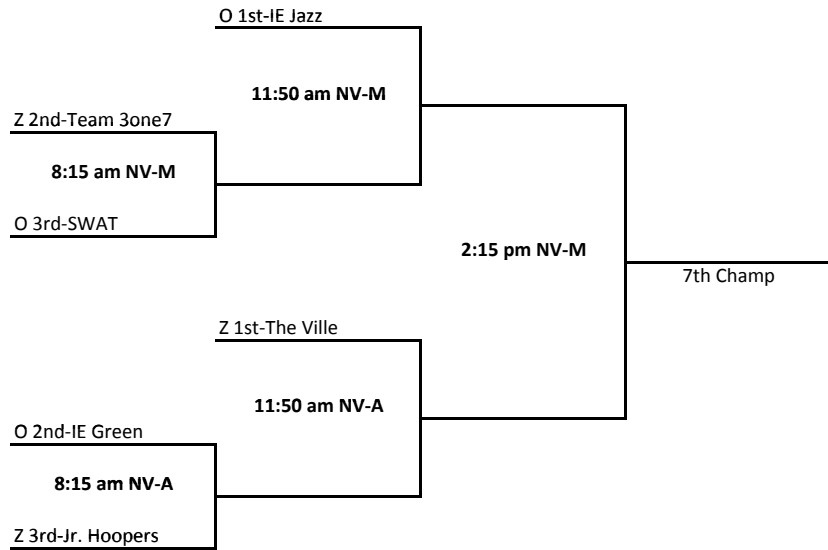 O 1st-IE Jazz
11:50 am NV-M
Z 2nd-Team 3one7
8:15 am NV-M
O 3rd-SWAT
2:15 pm NV-M
7th Champ
Z 1st-The Ville
11:50 am NV-A
O 2nd-IE Green
8:15 am NV-A
Z 3rd-Jr. Hoopers